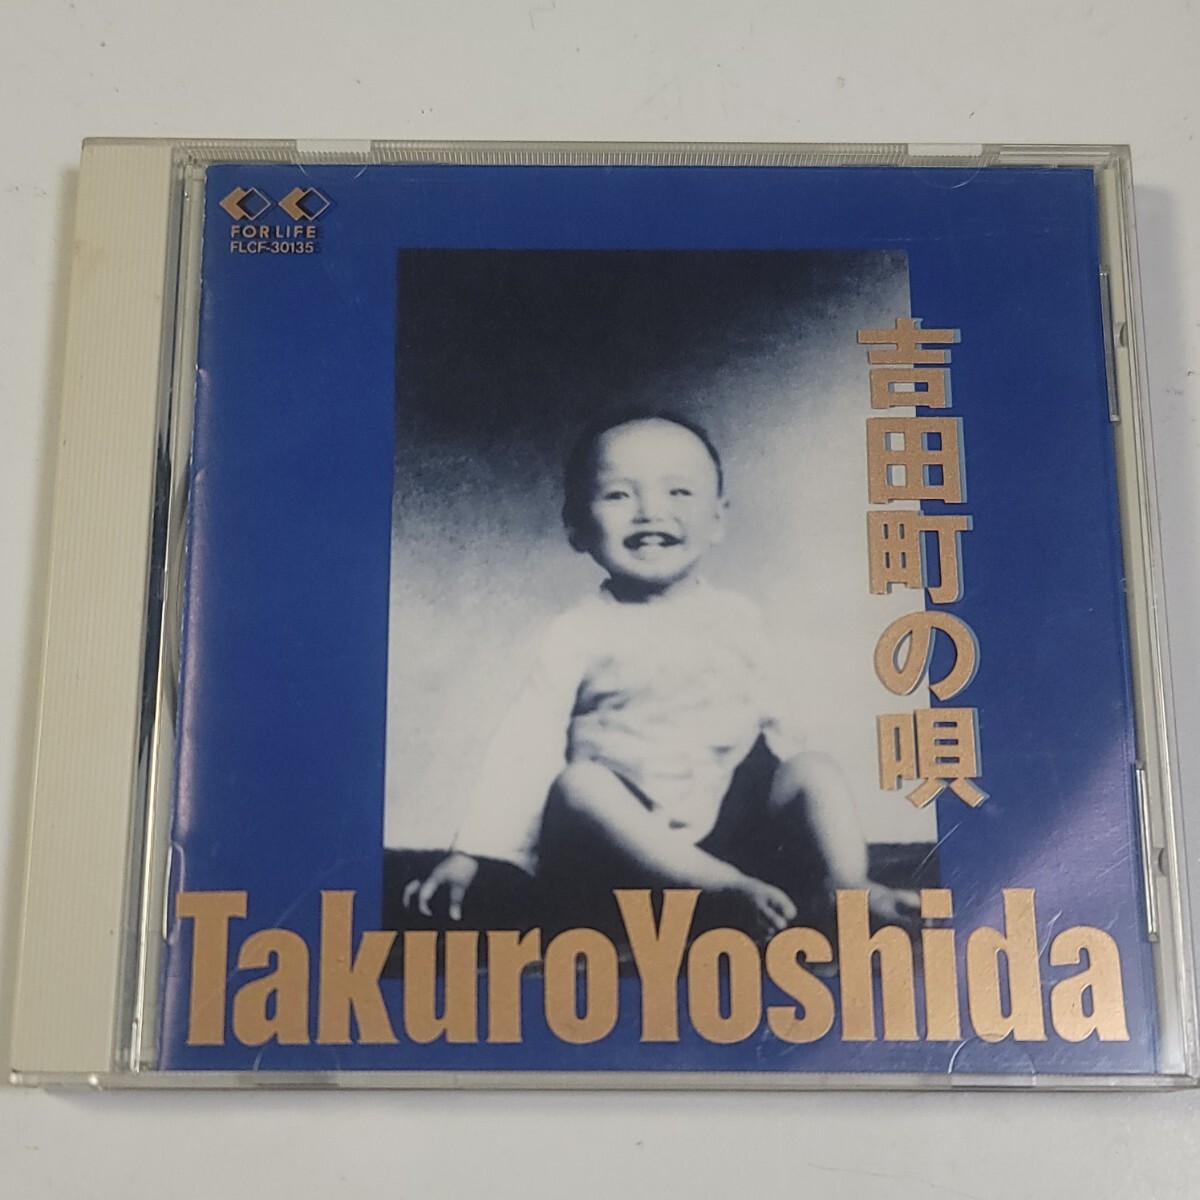 FOR LIFE
FLCF-30135
吉田町の唄
TakuroYoshida